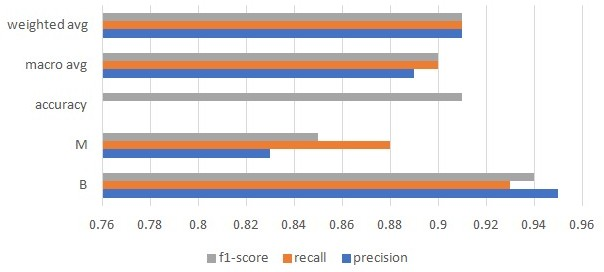 weighted avg
macro avg
accuracy
M
B
0.76 0.78 0.8 0.82 0.84 0.86 0.88 0.9 0.92 0.94 0.96
f1-score recall precision